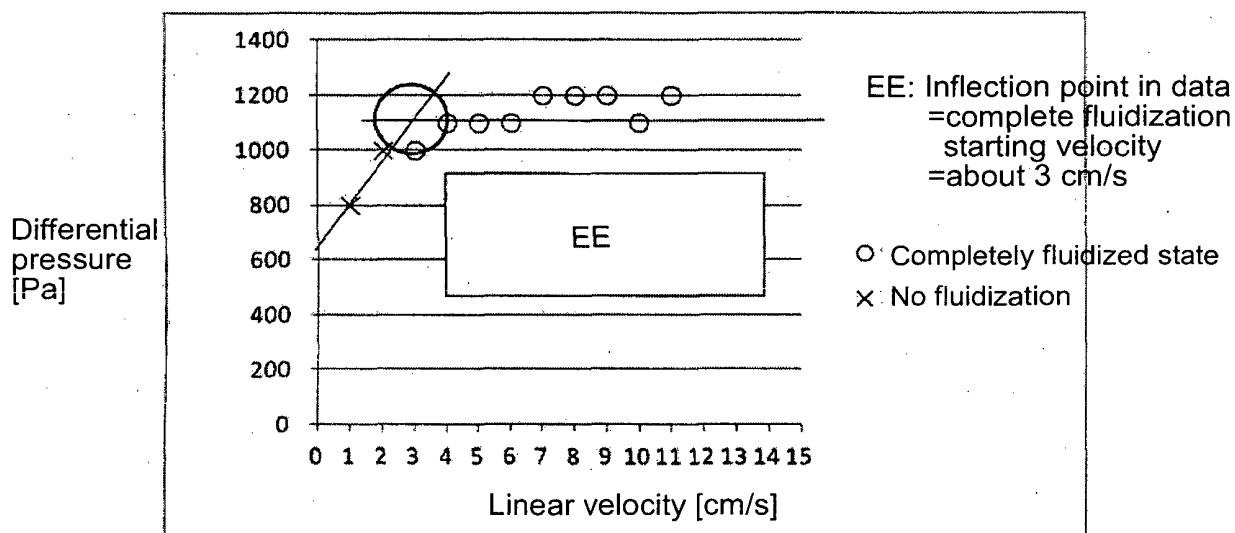 1400
1200
1000
800
600
400
200
0
0 1 2 3 4 5 6 7 8 9 10 11 12 13 14 15
Differential
pressure
[Pa]
Linear velocity [cm/s]
EE
EE: Inflection point in data
=complete fluidization
starting velocity
=about 3 cm/s
Completely fluidized state
No fluidization